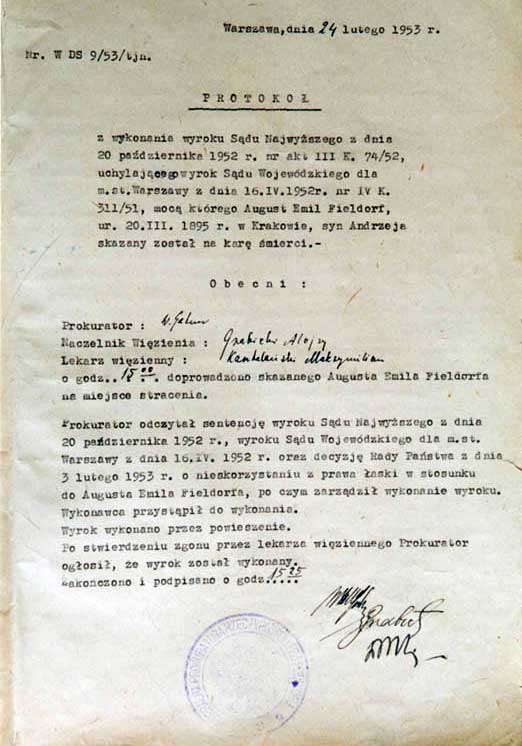 Warszawa,dnia 24 lutego 1953 r.
Nr. W DS 9/53/tjn.
PROTOKOŁ
z wykonania wyroku Sądu Najwyższego z dnia
20 października 1952 r. nr akt III K. 74/52,
uchylającego wyrok Sądu Wojewódzkiego dla
m.st.Warszawy z dnia 16.IV.1952r. nr IV K.
311/51, mocą którego August Emil Fieldorf,
ur. 20.III. 1895 r. w Krakowie, syn Andrzeja
skazany został na karę śmierci.-
Obecni :
Prokurator :
Naczelnik Więzienia : Grabicki Alojzy
Lekarz więzienny : Maksymilian
o godz..15 00.. doprowadzono skazanego Augusta Emila Fieldorfa
na miejsce stracenia.
Prokurator odczytał sentencję wyroku Sądu Najwyższego z dnia
20 października 1952 r., wyroku Sądu Wojewódzkiego dla m.st.
Warszawy z dnia 16.IV. 1952 r. oraz decyzję Rady Państwa z dnia
3 lutego 1953 r. o nieskorzystaniu z prawa łaski w stosunku
do Augusta Emila Fieldorfa, po czym zarządził wykonanie wyroku.
Wykonawca przystąpił do wykonania.
Wyrok wykonano przez powieszenie.
Po stwierdzeniu zgonu przez lekarza więziennego Prokurator
ogłosił, że wyrok został wykonany.
Zakończono i podpisano o godz.15 25.....